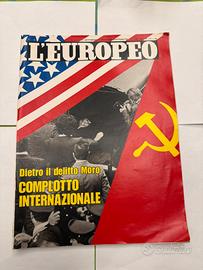 L'EUROPEO
Dietro il delitto Moro
COMPLOTTO
INTERNAZIONALE